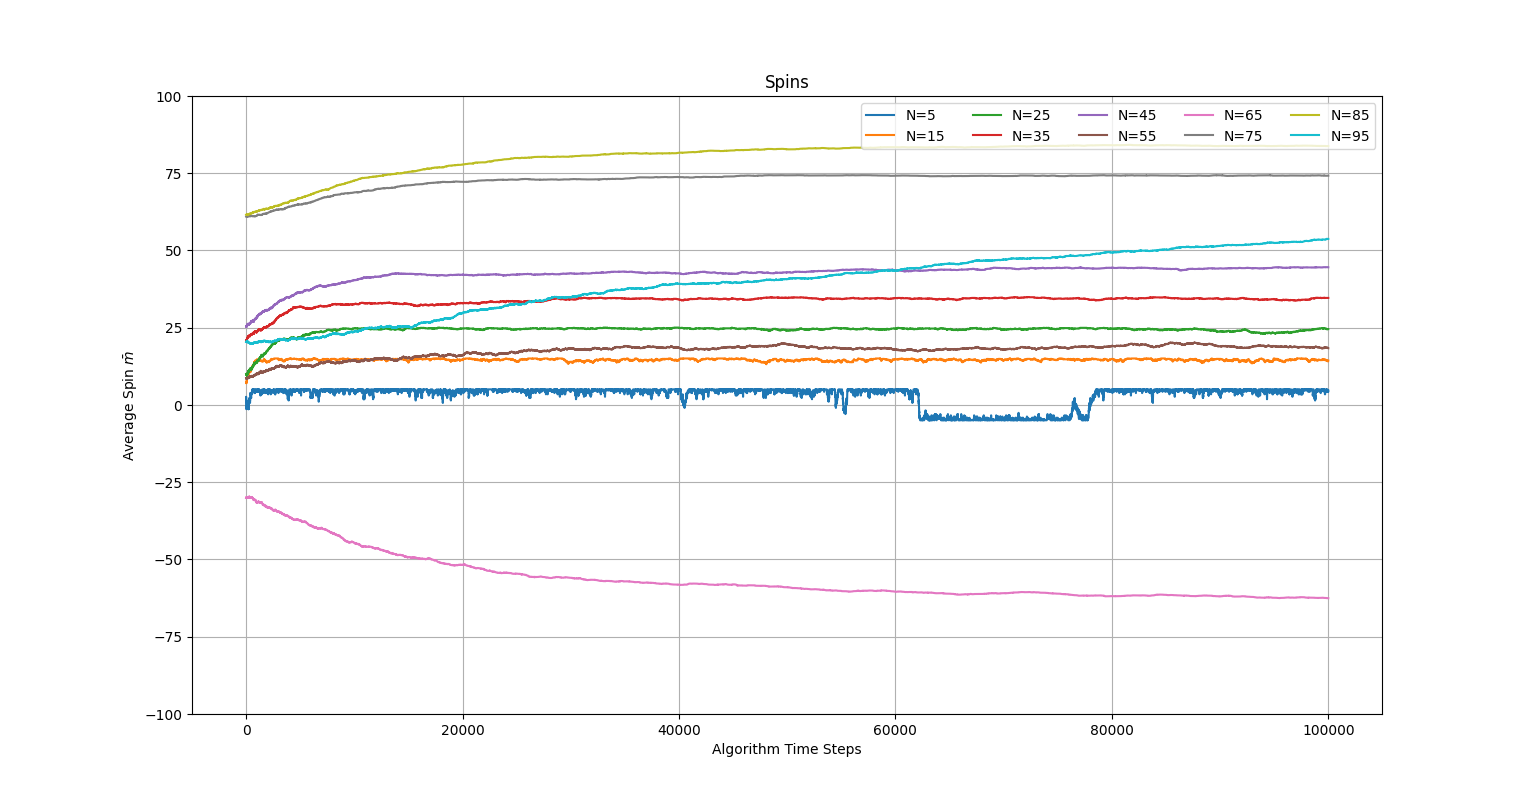 Spins
100
75
50
25
0
−25
−50
−75
−100
Average Spin m̄
N=5
N=15
N=25
N=35
N=45
N=55
N=65
N=75
N=85
N=95
0 20000 40000 60000 80000 100000
Algorithm Time Steps